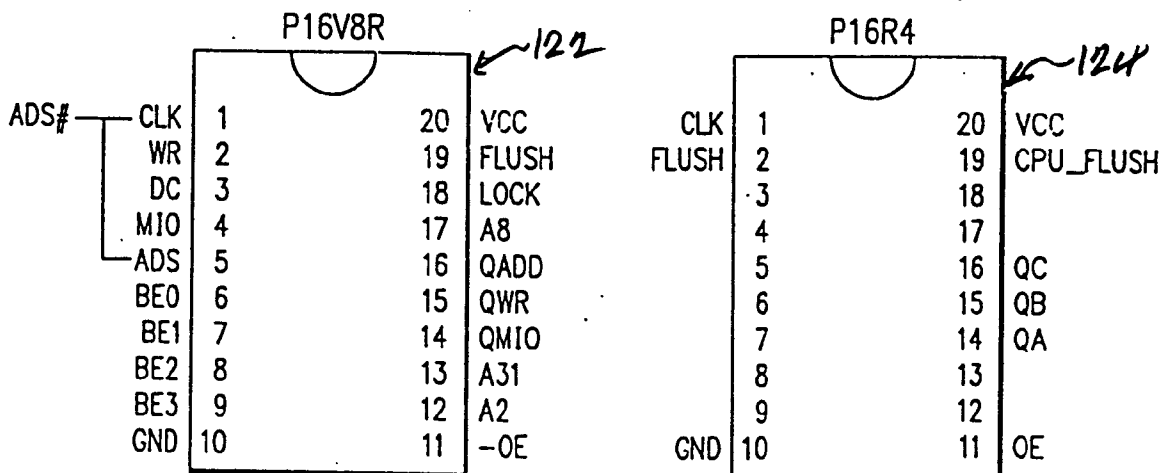 P16V8R
122
ADS# CLK 1 20 VCC
WR 2 19 FLUSH
DC 3 18 LOCK
MIO 4 17 A8
ADS 5 16 QADD
BE0 6 15 QWR
BE1 7 14 QMIO
BE2 8 13 A31
BE3 9 12 A2
GND 10 11 -OE
P16R4
124
CLK 1 20 VCC
FLUSH 2 19 CPU_FLUSH
3 18
4 17
5 16 QC
6 15 QB
7 14 QA
8 13
9 12
GND 10 11 OE